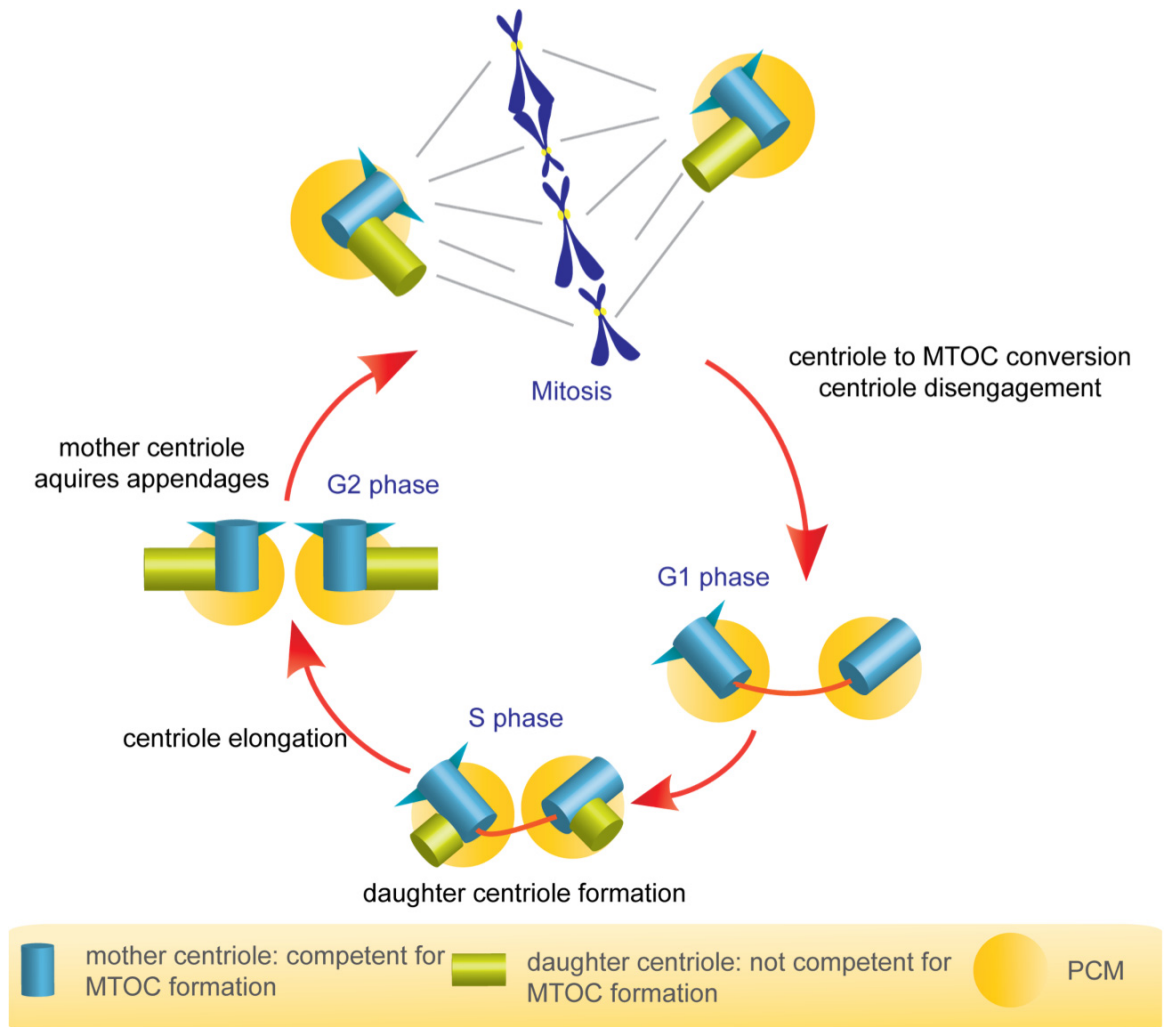 Mitosis
centriole to MTOC conversion
centriole disengagement
mother centriole
aquires appendages
G2 phase
G1 phase
S phase
centriole elongation
daughter centriole formation
mother centriole: competent for
MTOC formation
daughter centriole: not competent for
MTOC formation
PCM